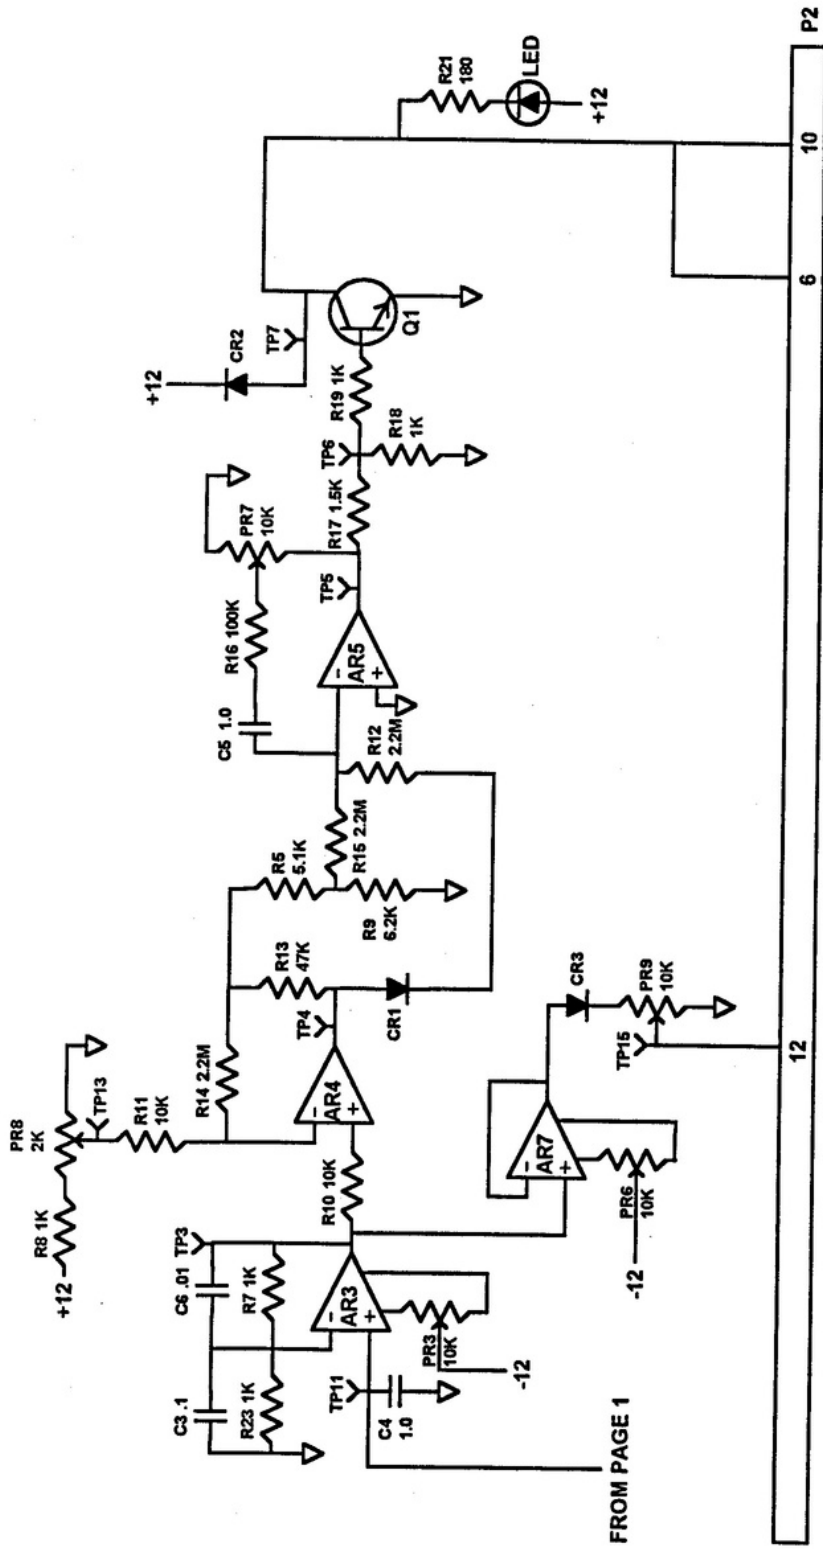 +12
R8 1K
PR8
2K
TP13
R11
10K
R14 2.2M
C3 .1
C6 .01
TP3
R23 1K
R7 1K
TP11
C4
1.0
-
+
AR3
PR3
10K
-12
FROM PAGE 1
R10 10K
-
+
AR4
TP4
R13
47K
CR1
R5
5.1K
R9
6.2K
R15 2.2M
R12
2.2M
C5 1.0
R16 100K
PR7
10K
-
+
AR5
TP5
R17 1.5K
TP6
R18
1K
R19 1K
Q1
TP7
CR2
+12
-
+
AR7
PR6
10K
-12
CR3
PR9
10K
TP15
R21
180
LED
+12
12
6
10
P2